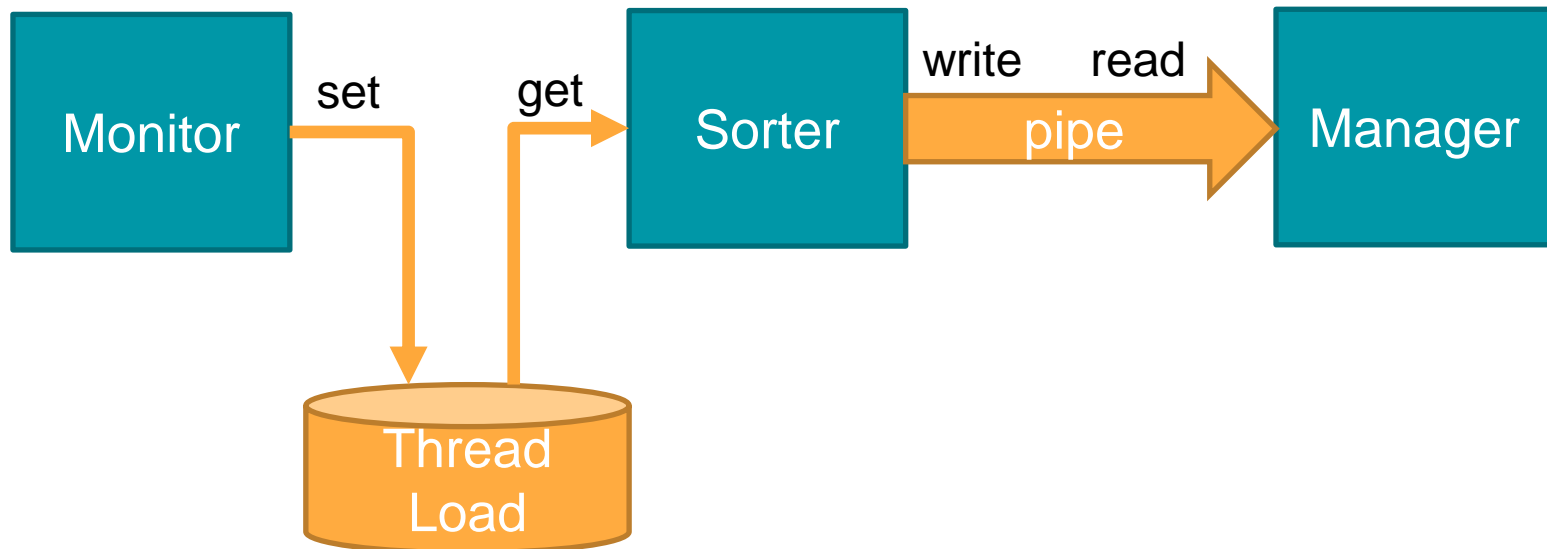 Monitor
set
get
Sorter
write
read
pipe
Manager
Thread
Load